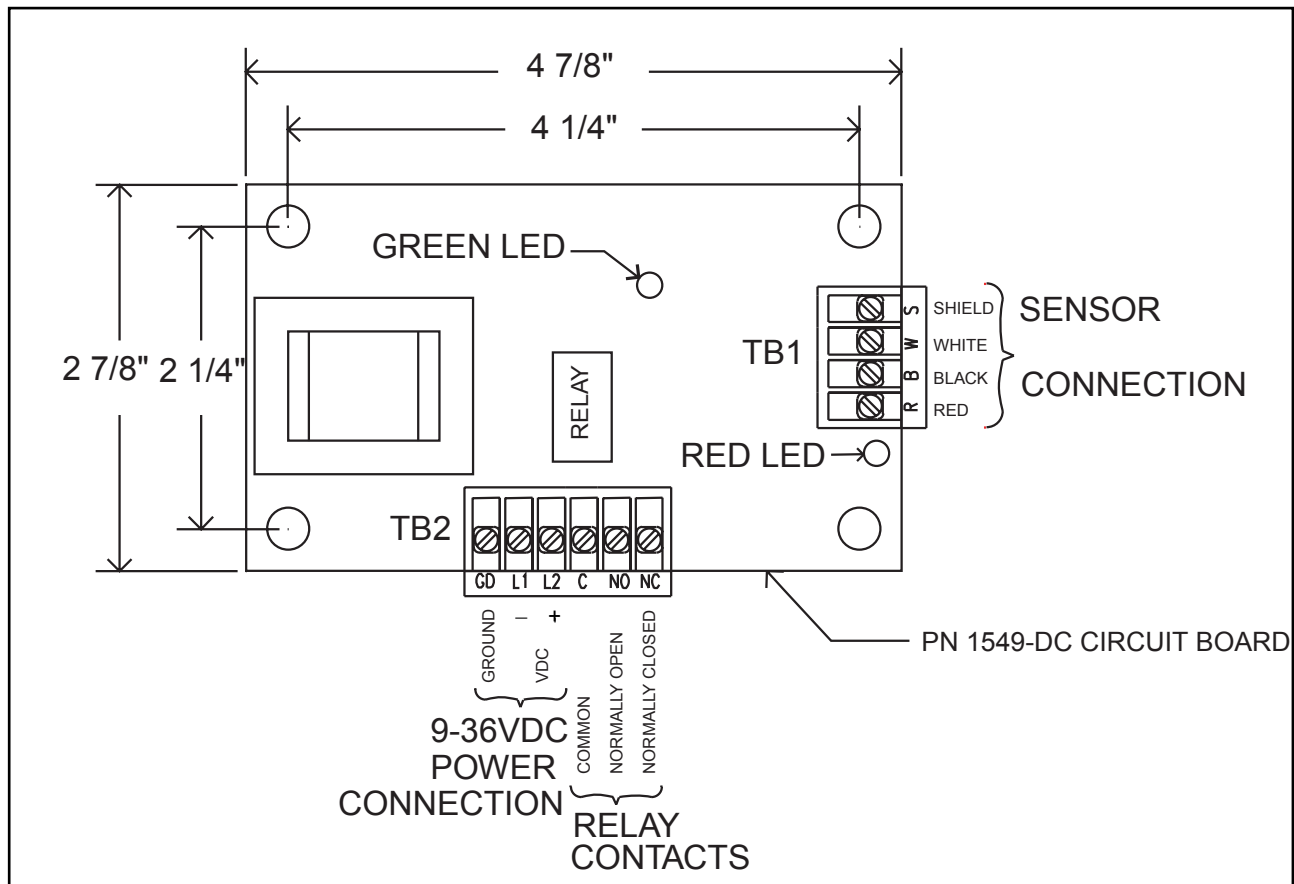 4 7/8"
4 1/4"
GREEN LED
2 7/8"
2 1/4"
RELAY
TB1
S
W
B
R
SHIELD
WHITE
BLACK
RED
SENSOR
CONNECTION
RED LED
TB2
GD L1 L2 C NO NC
GROUND
– +
VDC
COMMON
NORMALLY OPEN
NORMALLY CLOSED
PN 1549-DC CIRCUIT BOARD
9-36VDC
POWER
CONNECTION
RELAY
CONTACTS